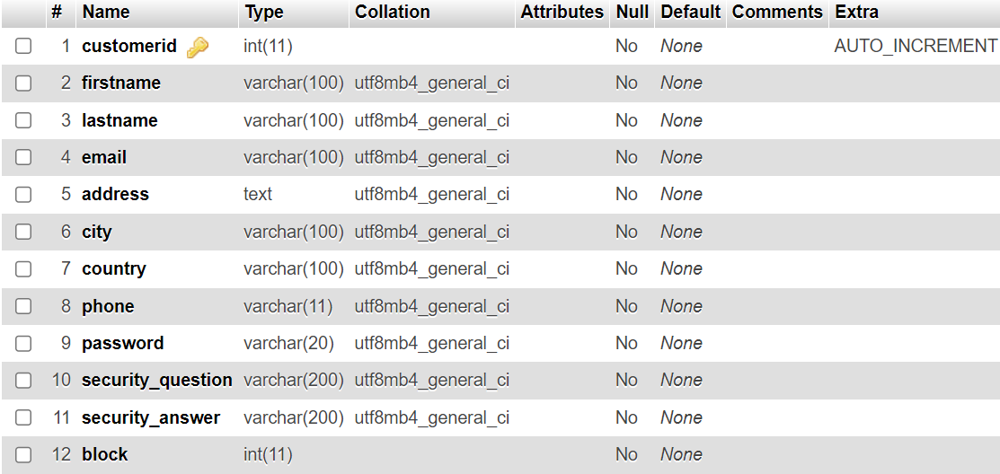 # Name Type Collation Attributes Null Default Comments Extra
1 customerid int(11) No None AUTO_INCREMENT
2 firstname varchar(100) utf8mb4_general_ci No None
3 lastname varchar(100) utf8mb4_general_ci No None
4 email varchar(100) utf8mb4_general_ci No None
5 address text utf8mb4_general_ci No None
6 city varchar(100) utf8mb4_general_ci No None
7 country varchar(100) utf8mb4_general_ci No None
8 phone varchar(11) utf8mb4_general_ci No None
9 password varchar(20) utf8mb4_general_ci No None
10 security_question varchar(200) utf8mb4_general_ci No None
11 security_answer varchar(200) utf8mb4_general_ci No None
12 block int(11) No None